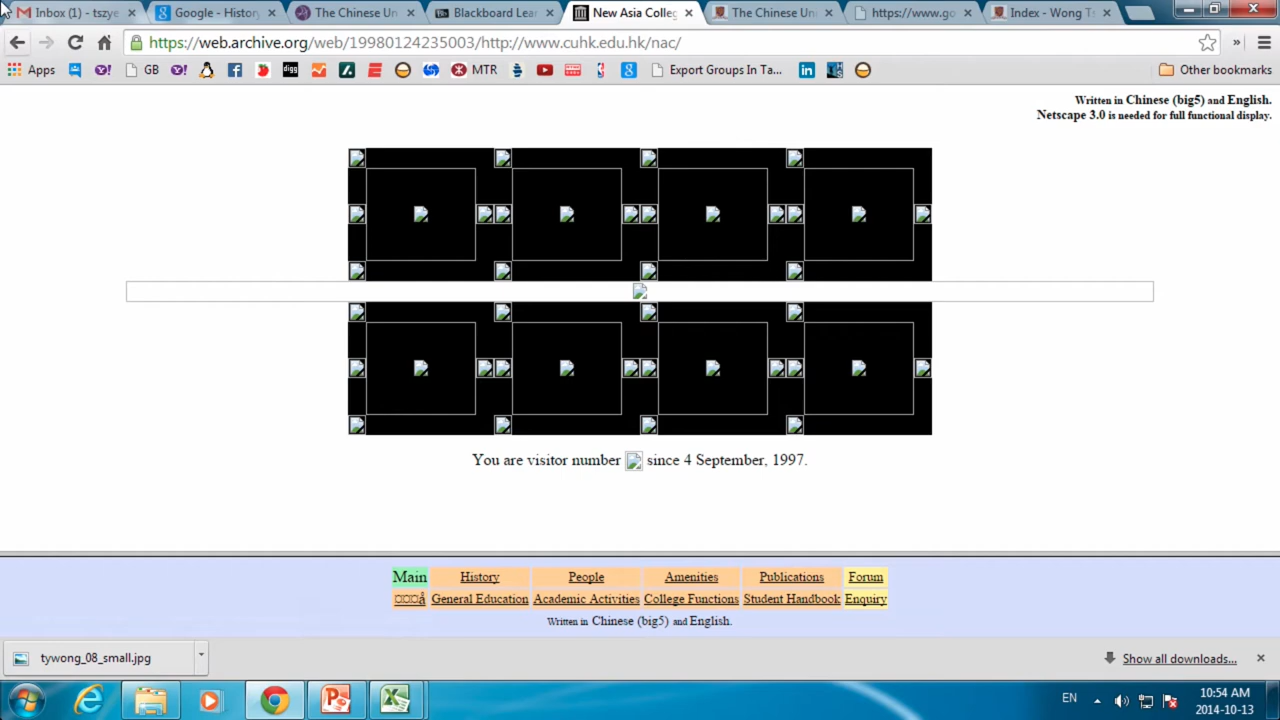 Inbox (1) - tszye
Google - Histor
The Chinese Un
Blackboard Lea
New Asia Colleg
The Chinese Un
https://www.go
Index - Wong Ts
https://web.archive.org/web/19980124235003/http://www.cuhk.edu.hk/nac/
Apps
GB
MTR
Export Groups In Ta...
Other bookmarks
Written in Chinese (big5) and English.
Netscape 3.0 is needed for full functional display.
You are visitor number since 4 September, 1997.
Main History People Amenities Publications Forum
General Education Academic Activities College Functions Student Handbook Enquiry
Written in Chinese (big5) and English.
tywong_08_small.jpg
Show all downloads...
EN
10:54 AM
2014-10-13